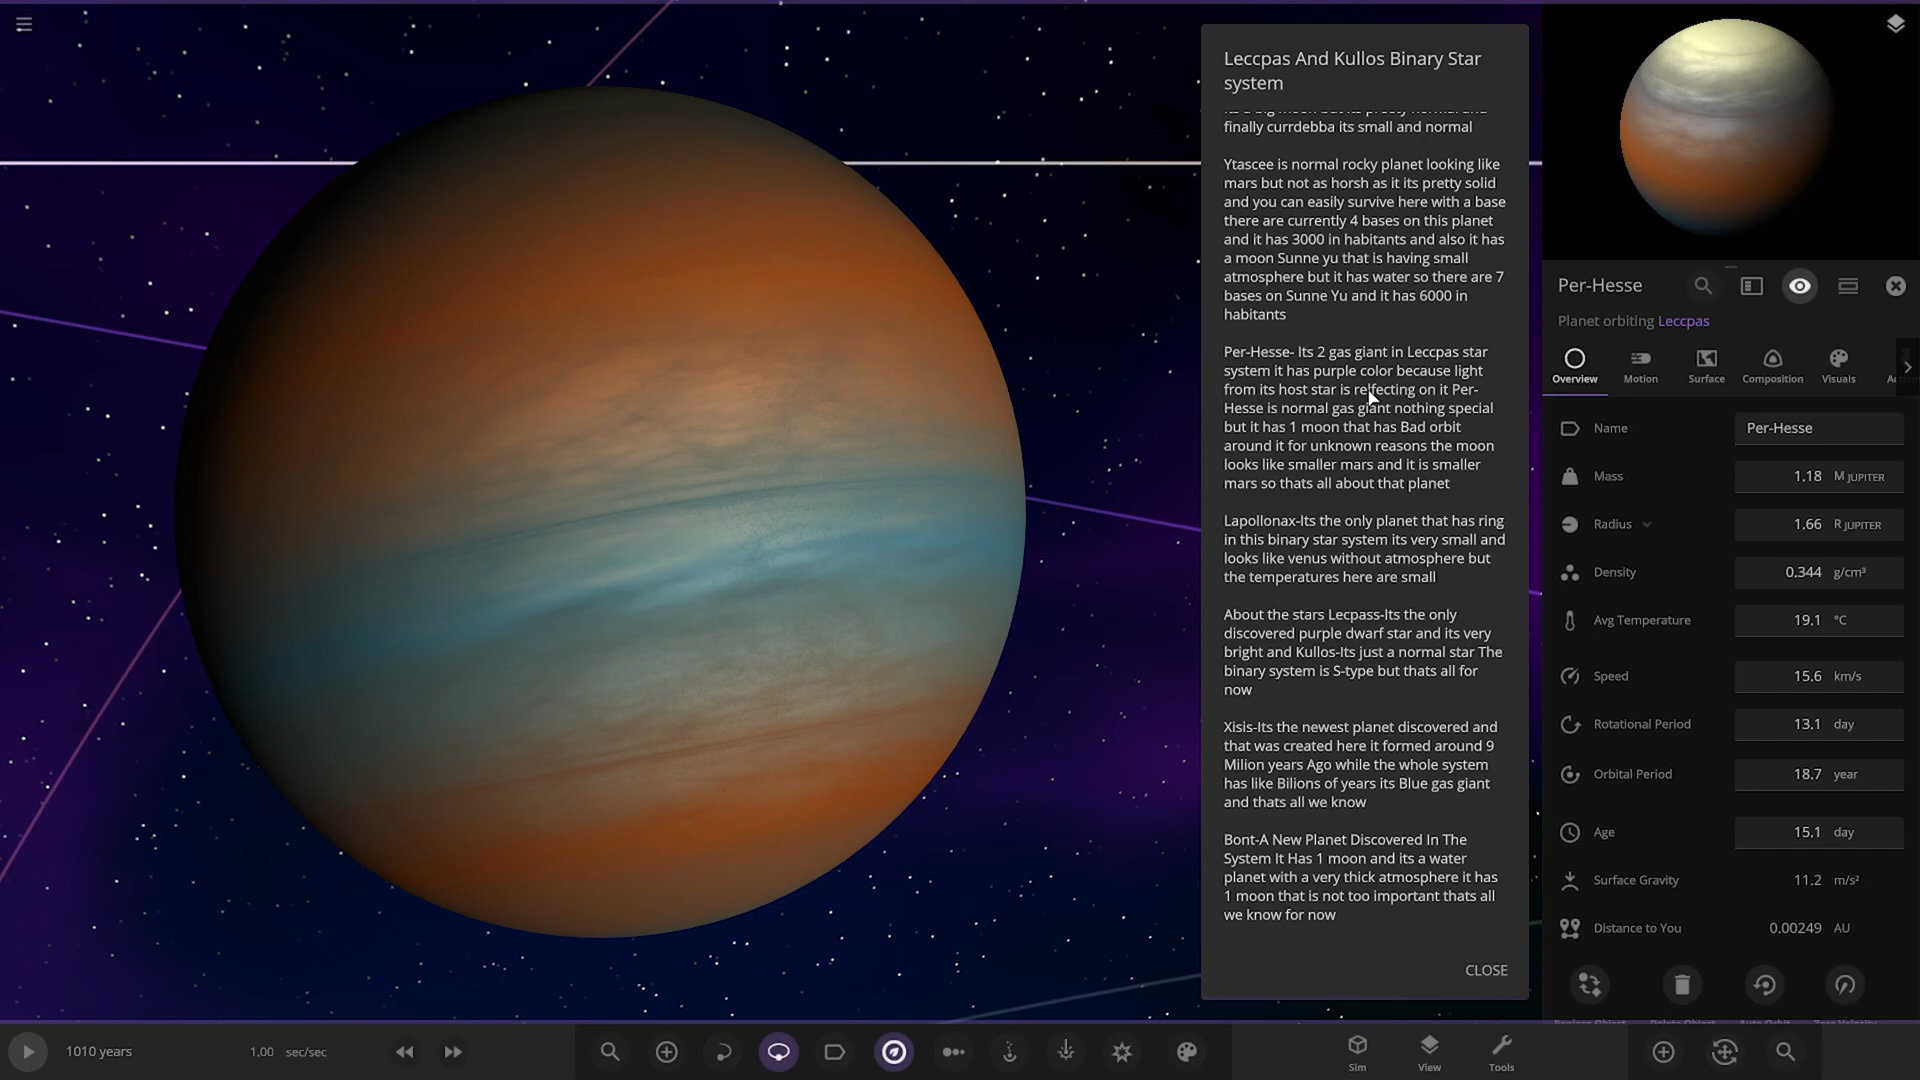 Leccpas And Kullos Binary Star
system
finally currdebba its small and normal
Ytascee is normal rocky planet looking like
mars but not as horsh as it its pretty solid
and you can easily survive here with a base
there are currently 4 bases on this planet
and it has 3000 in habitants and also it has
a moon Sunne yu that is having small
atmosphere but it has water so there are 7
bases on Sunne Yu and it has 6000 in
habitants
Per-Hesse- Its 2 gas giant in Leccpas star
system it has purple color because light
from its host star is relfecting on it Per-
Hesse is normal gas giant nothing special
but it has 1 moon that has Bad orbit
around it for unknown reasons the moon
looks like smaller mars and it is smaller
mars so thats all about that planet
Lapollonax-Its the only planet that has ring
in this binary star system its very small and
looks like venus without atmosphere but
the temperatures here are small
About the stars Lecpass-Its the only
discovered purple dwarf star and its very
bright and Kullos-Its just a normal star The
binary system is S-type but thats all for
now
Xisis-Its the newest planet discovered and
that was created here it formed around 9
Milion years Ago while the whole system
has like Bilions of years its Blue gas giant
and thats all we know
Bont-A New Planet Discovered In The
System It Has 1 moon and its a water
planet with a very thick atmosphere it has
1 moon that is not too important thats all
we know for now
CLOSE
Per-Hesse
Planet orbiting Leccpas
Overview Motion Surface Composition Visuals
Name Per-Hesse
Mass 1.18 M JUPITER
Radius 1.66 R JUPITER
Density 0.344 g/cm³
Avg Temperature 19.1 °C
Speed 15.6 km/s
Rotational Period 13.1 day
Orbital Period 18.7 year
Age 15.1 day
Surface Gravity 11.2 m/s²
Distance to You 0.00249 AU
1010 years 1.00 sec/sec
Sim View Tools